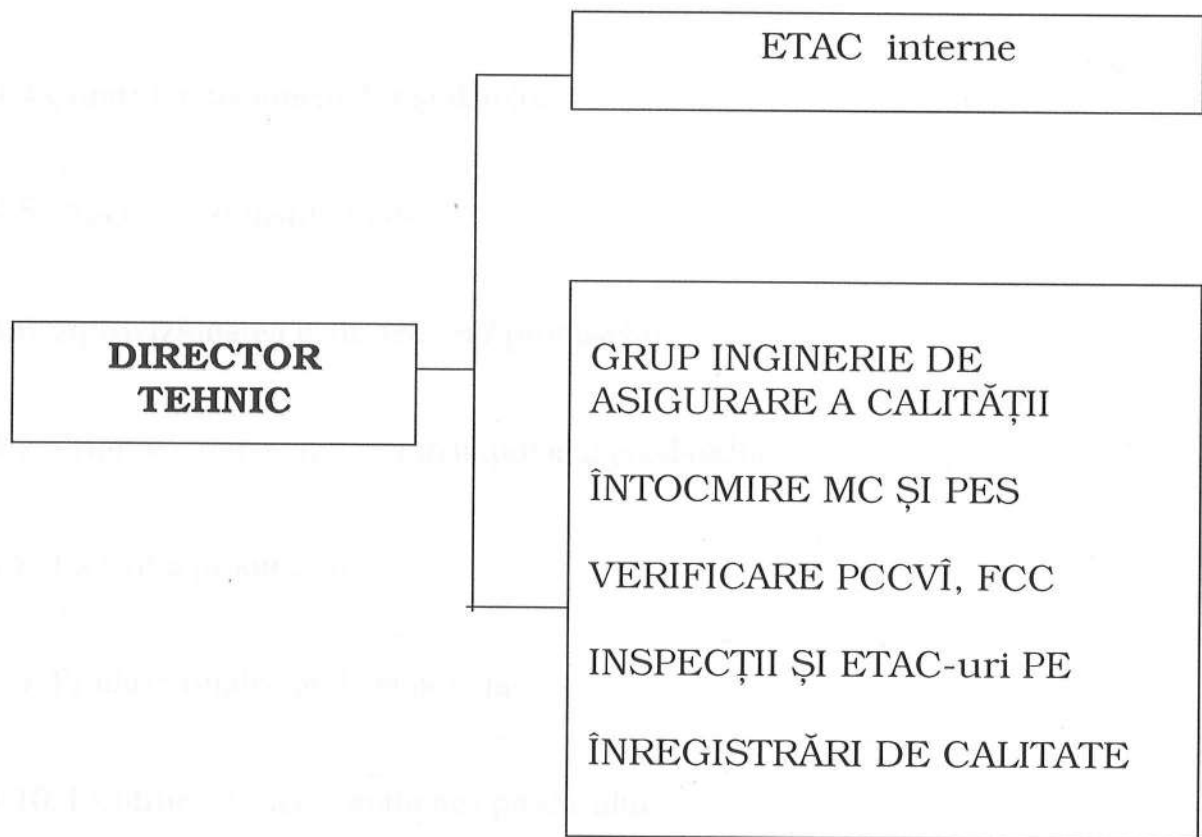 ETAC interne
DIRECTOR
TEHNIC
GRUP INGINERIE DE
ASIGURARE A CALITĂȚII
ÎNTOCMIRE MC ȘI PES
VERIFICARE PCCVÎ, FCC
INSPECȚII ȘI ETAC-uri PE
ÎNREGISTRĂRI DE CALITATE